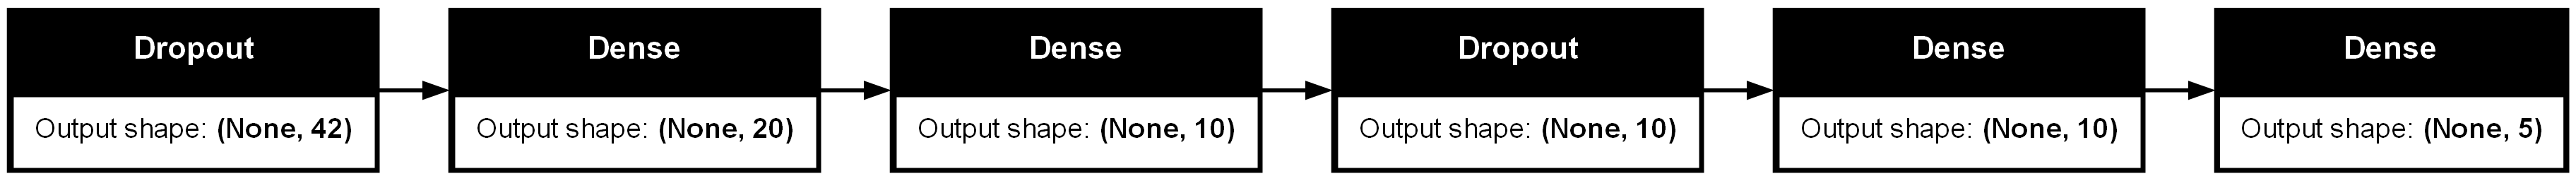 Dropout
Output shape: (None, 42)
Dense
Output shape: (None, 20)
Dense
Output shape: (None, 10)
Dropout
Output shape: (None, 10)
Dense
Output shape: (None, 10)
Dense
Output shape: (None, 5)